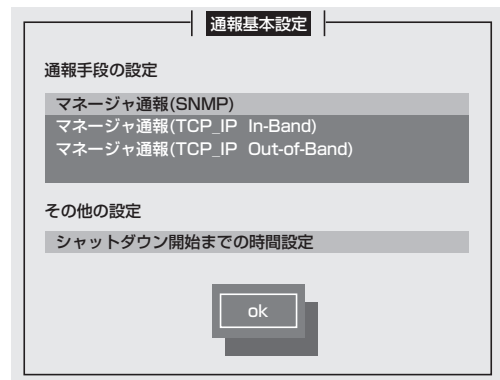 通報基本設定
通報手段の設定
マネージャ通報(SNMP)
マネージャ通報(TCP_IP In-Band)
マネージャ通報(TCP_IP Out-of-Band)
その他の設定
シャットダウン開始までの時間設定
ok